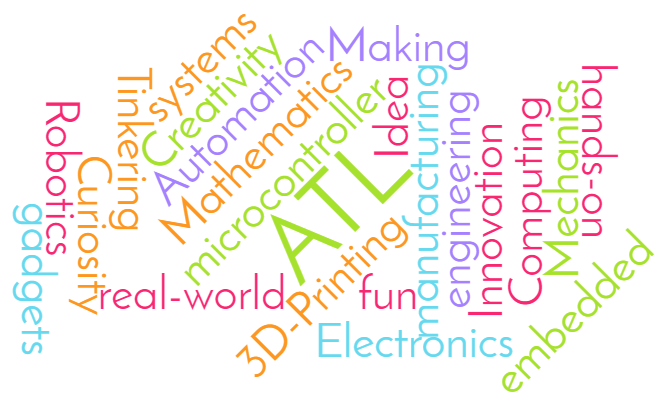 systems
Creativity
Automation
Making
Tinkering
Mathematics
microcontroller
Idea
manufacturing
engineering
Innovation
Computing
Mechanics
hands-on
Robotics
Curiosity
gadgets
ATL
real-world
3D-Printing
fun
Electronics
embedded